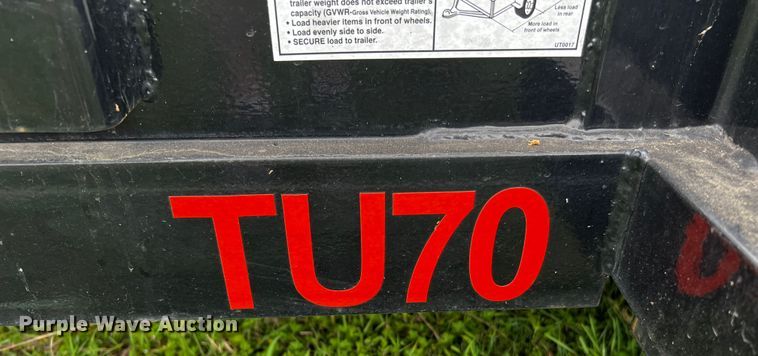 trailer weight does not exceed trailer's
capacity (GVWR-Gross Vehicle Weight Rating).
• Load heavier items in front of wheels.
• Load evenly side to side.
• SECURE load to trailer.
Less load
in rear
More load in
front of wheels
UT0017
TU70
Purple Wave Auction